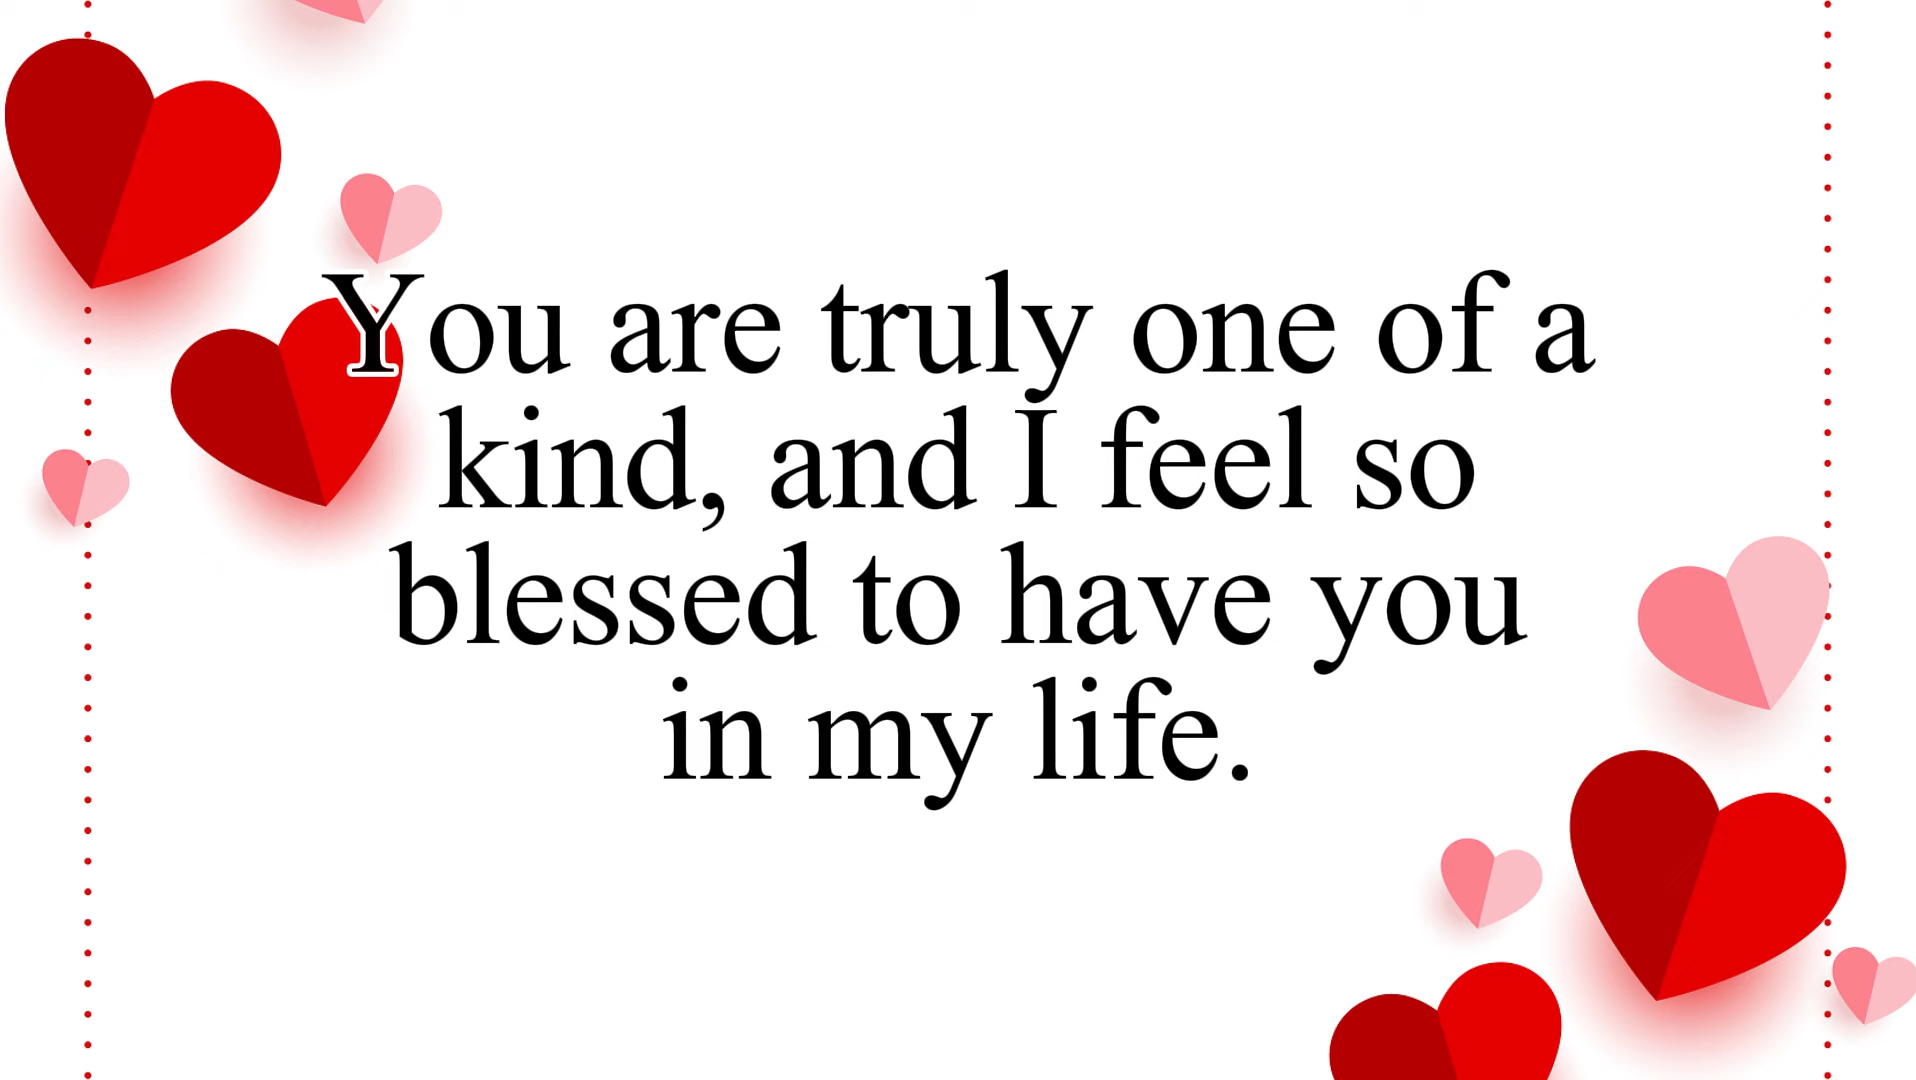 You are truly one of a
kind, and I feel so
blessed to have you
in my life.